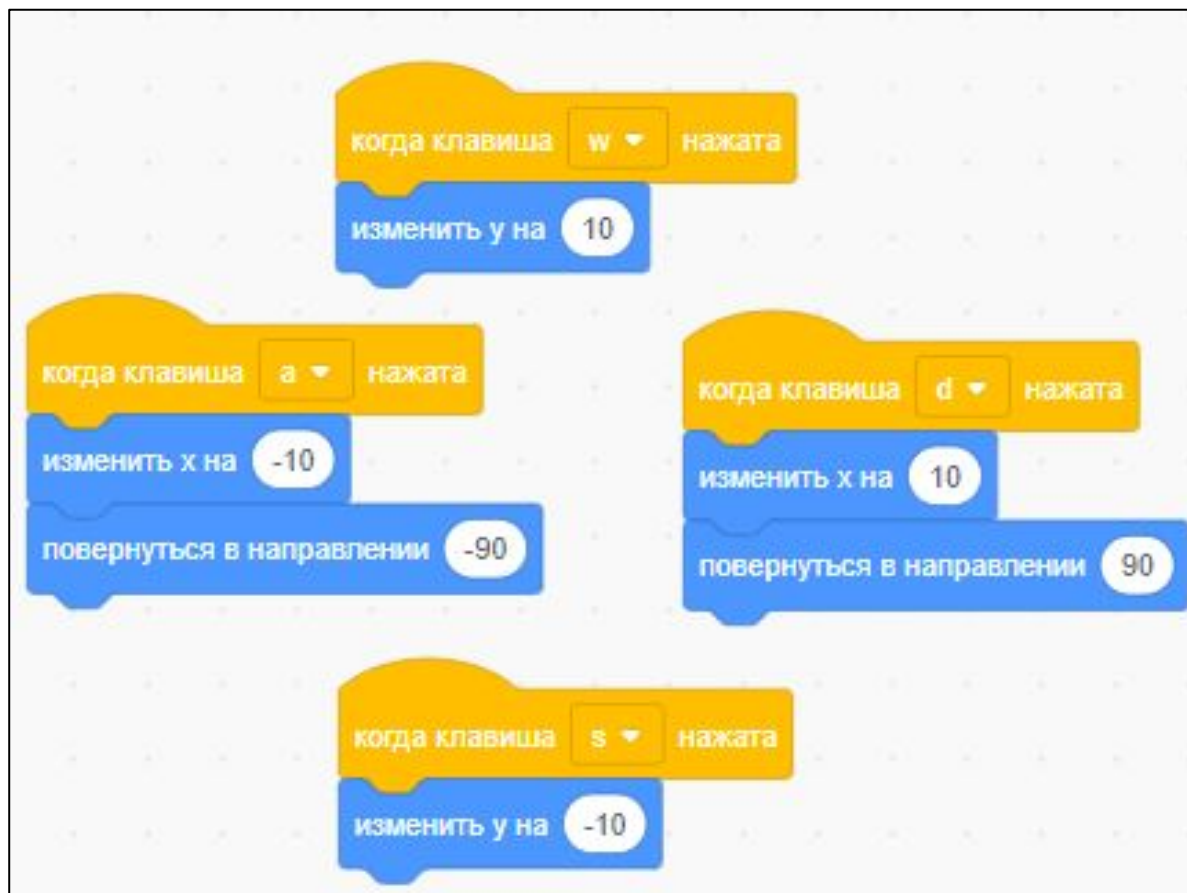 когда клавиша w нажата
изменить y на 10
когда клавиша a нажата
изменить x на -10
повернуться в направлении -90
когда клавиша d нажата
изменить x на 10
повернуться в направлении 90
когда клавиша s нажата
изменить y на -10